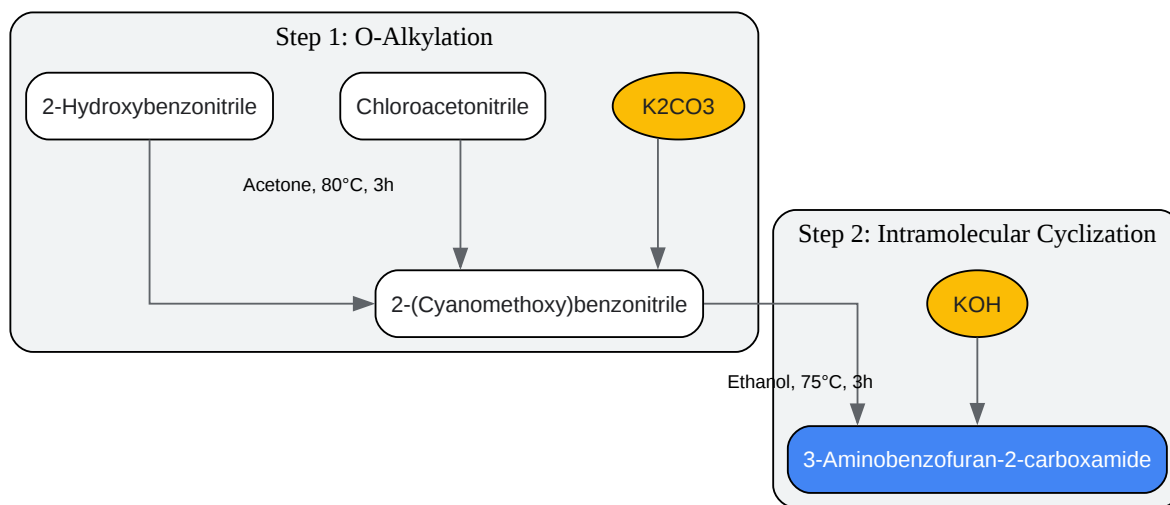 Step 1: O-Alkylation
2-Hydroxybenzonitrile
Chloroacetonitrile
K2CO3
Acetone, 80°C, 3h
2-(Cyanomethoxy)benzonitrile
Step 2: Intramolecular Cyclization
KOH
Ethanol, 75°C, 3h
3-Aminobenzofuran-2-carboxamide